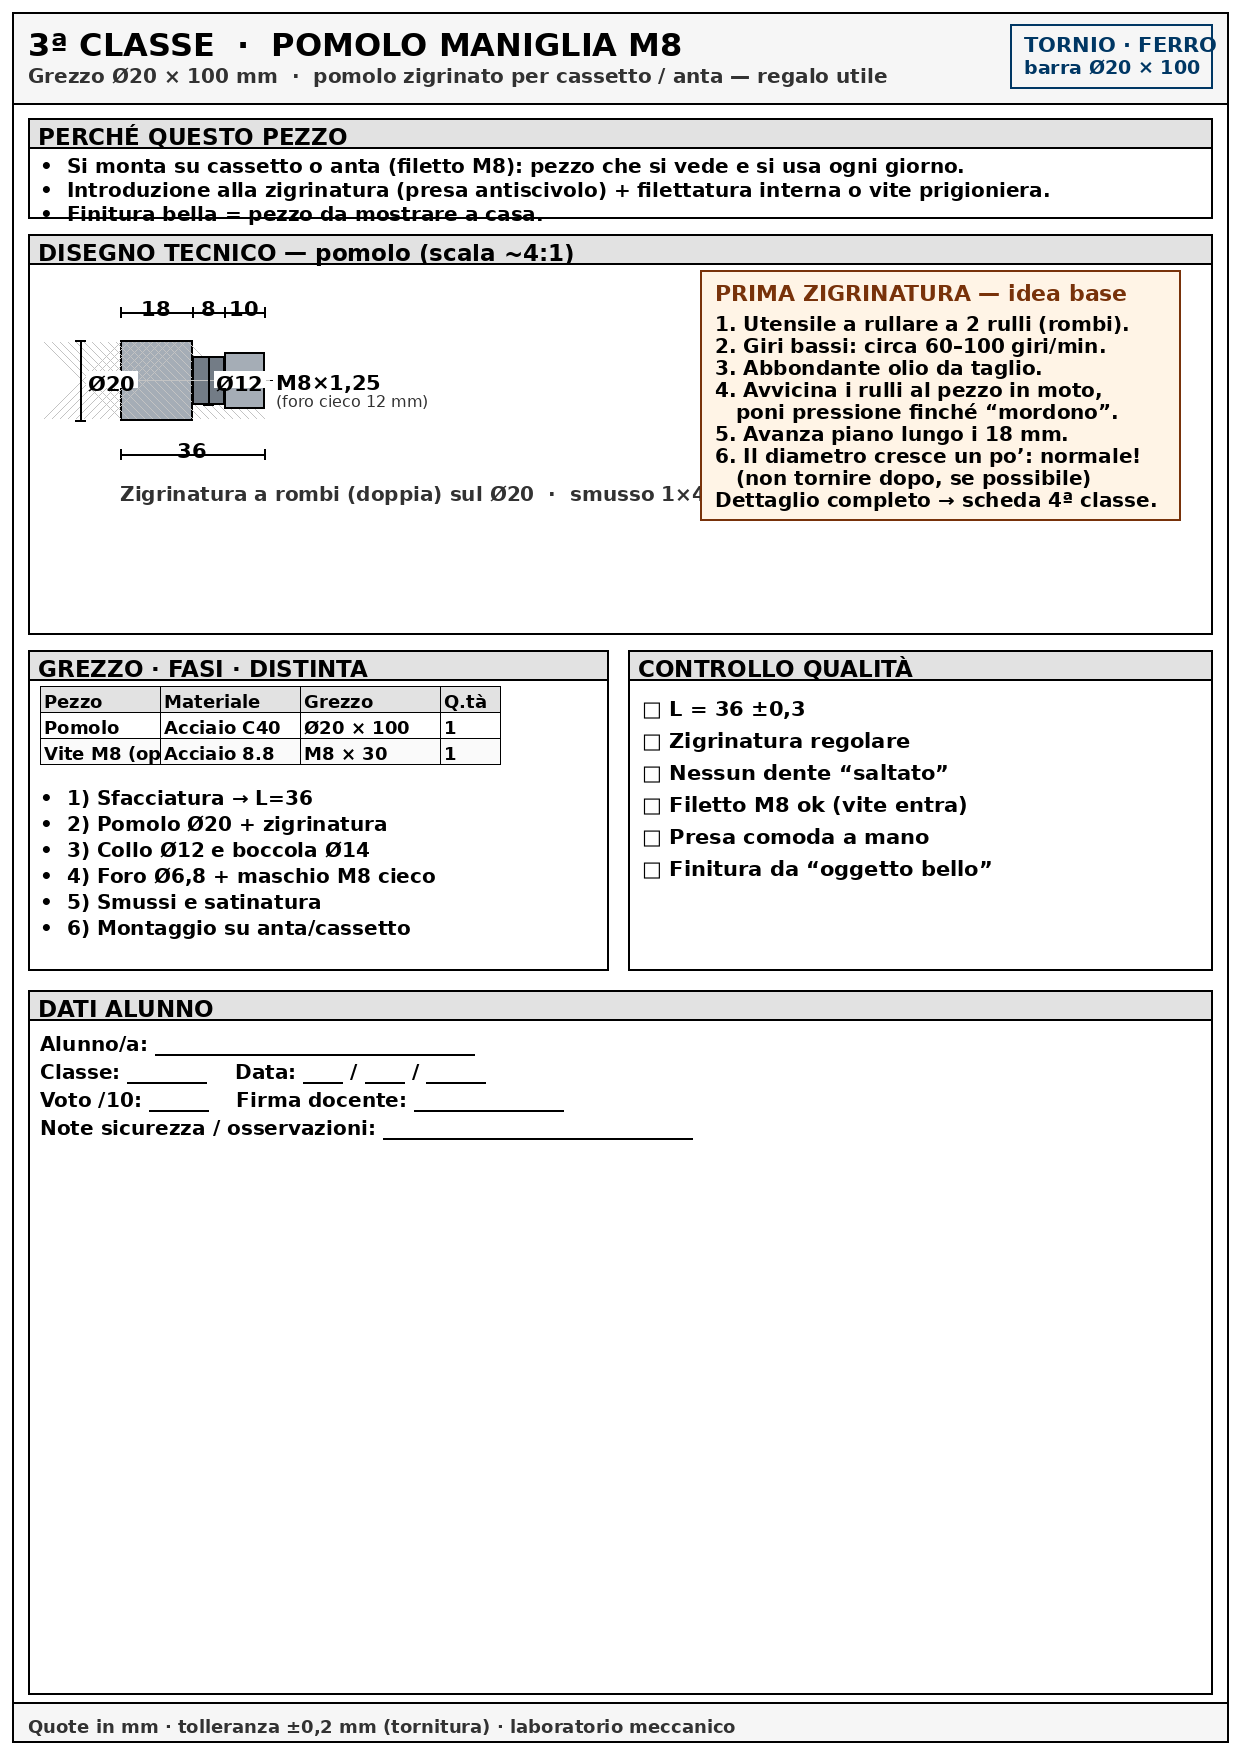 3ª CLASSE · POMOLO MANIGLIA M8
Grezzo Ø20 × 100 mm · pomolo zigrinato per cassetto / anta — regalo utile
TORNIO · FERRO
barra Ø20 × 100
PERCHÉ QUESTO PEZZO
• Si monta su cassetto o anta (filetto M8): pezzo che si vede e si usa ogni giorno.
• Introduzione alla zigrinatura (presa antiscivolo) + filettatura interna o vite prigioniera.
• Finitura bella = pezzo da mostrare a casa.
DISEGNO TECNICO — pomolo (scala ~4:1)
18 8 10
Ø20 Ø12 M8×1,25
(foro cieco 12 mm)
36
Zigrinatura a rombi (doppia) sul Ø20 · smusso 1×4
PRIMA ZIGRINATURA — idea base
1. Utensile a rullare a 2 rulli (rombi).
2. Giri bassi: circa 60–100 giri/min.
3. Abbondante olio da taglio.
4. Avvicina i rulli al pezzo in moto,
poni pressione finché “mordono”.
5. Avanza piano lungo i 18 mm.
6. Il diametro cresce un po’: normale!
(non tornire dopo, se possibile)
Dettaglio completo → scheda 4ª classe.
GREZZO · FASI · DISTINTA
Pezzo Materiale Grezzo Q.tà
Pomolo Acciaio C40 Ø20 × 100 1
Vite M8 (op Acciaio 8.8 M8 × 30 1
• 1) Sfacciatura → L=36
• 2) Pomolo Ø20 + zigrinatura
• 3) Collo Ø12 e boccola Ø14
• 4) Foro Ø6,8 + maschio M8 cieco
• 5) Smussi e satinatura
• 6) Montaggio su anta/cassetto
CONTROLLO QUALITÀ
□ L = 36 ±0,3
□ Zigrinatura regolare
□ Nessun dente “saltato”
□ Filetto M8 ok (vite entra)
□ Presa comoda a mano
□ Finitura da “oggetto bello”
DATI ALUNNO
Alunno/a: ____________________
Classe: _____ Data: ___ / ___ / ____
Voto /10: ____ Firma docente: __________
Note sicurezza / osservazioni: ____________________
Quote in mm · tolleranza ±0,2 mm (tornitura) · laboratorio meccanico